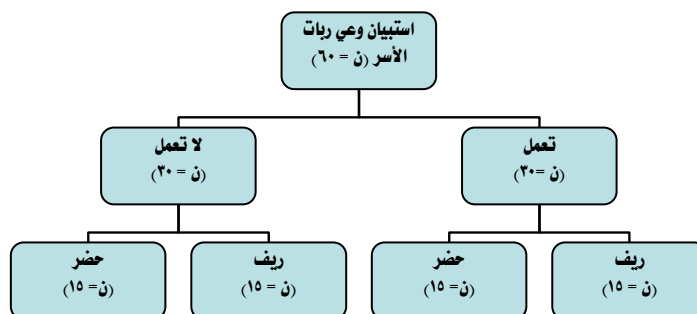 استبيان وعي ربات
الأسر (ن = ٦٠)
تعمل
(ن =٣٠)
لا تعمل
(ن = ٣٠)
ريف
(ن= ١٥)
حضر
(ن= ١٥)
ريف
(ن= ١٥)
حضر
(ن= ١٥)